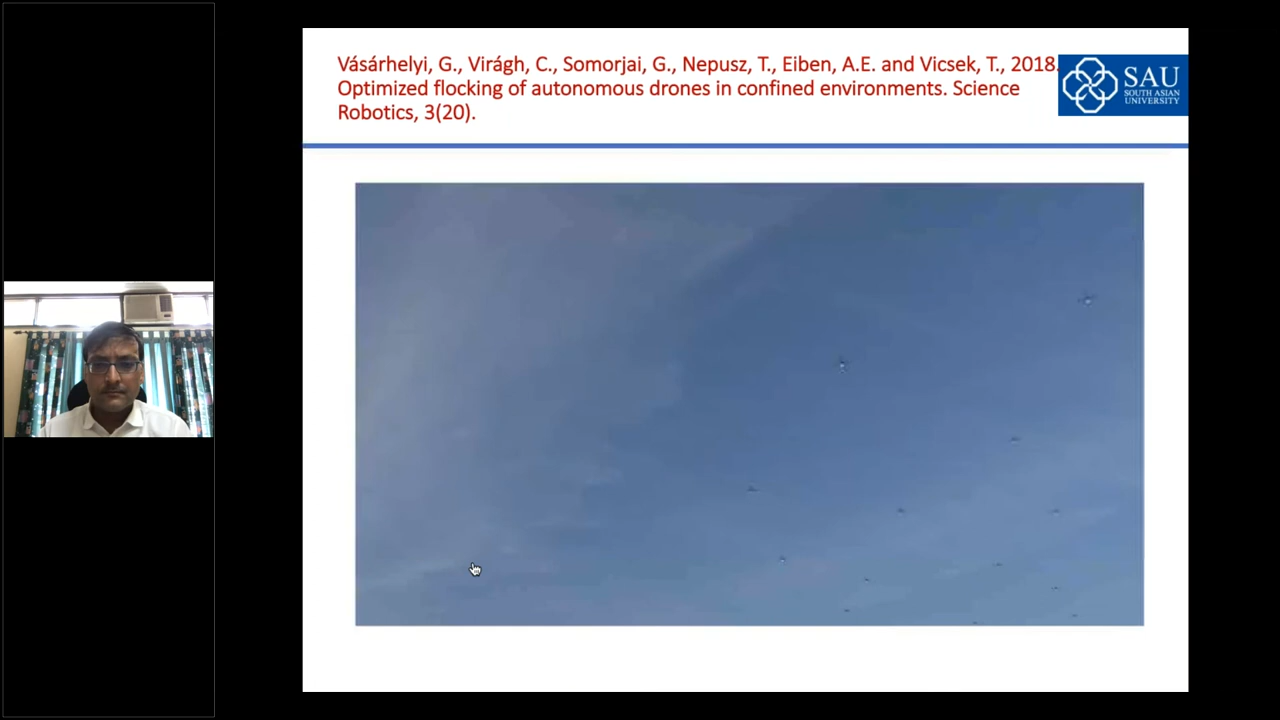 Vásárhelyi, G., Virágh, C., Somorjai, G., Nepusz, T., Eiben, A.E. and Vicsek, T., 2018.
Optimized flocking of autonomous drones in confined environments. Science
Robotics, 3(20).
SAU
SOUTH ASIAN
UNIVERSITY